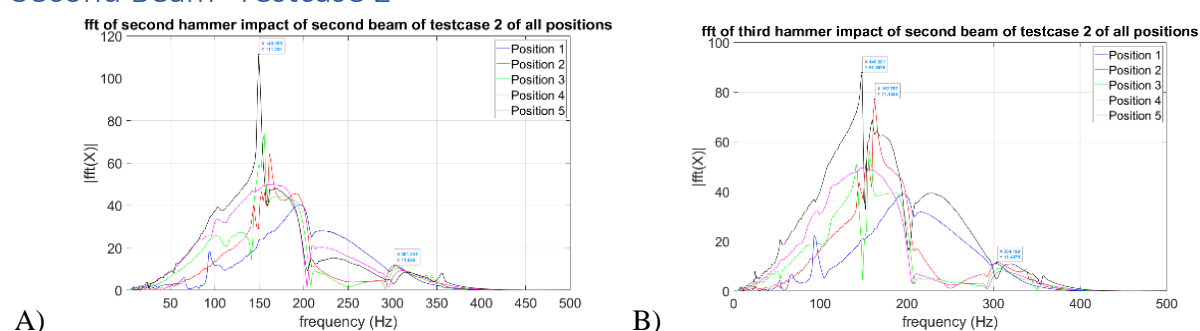 Second Beam- Testcase 2
fft of second hammer impact of second beam of testcase 2 of all positions
120
100
80
60
40
20
0
|fft(X)|
50 100 150 200 250 300 350 400 450 500
frequency (Hz)
Position 1
Position 2
Position 3
Position 4
Position 5
A)
fft of third hammer impact of second beam of testcase 2 of all positions
100
80
60
40
20
0
|fft(X)|
0 100 200 300 400 500
frequency (Hz)
Position 1
Position 2
Position 3
Position 4
Position 5
B)